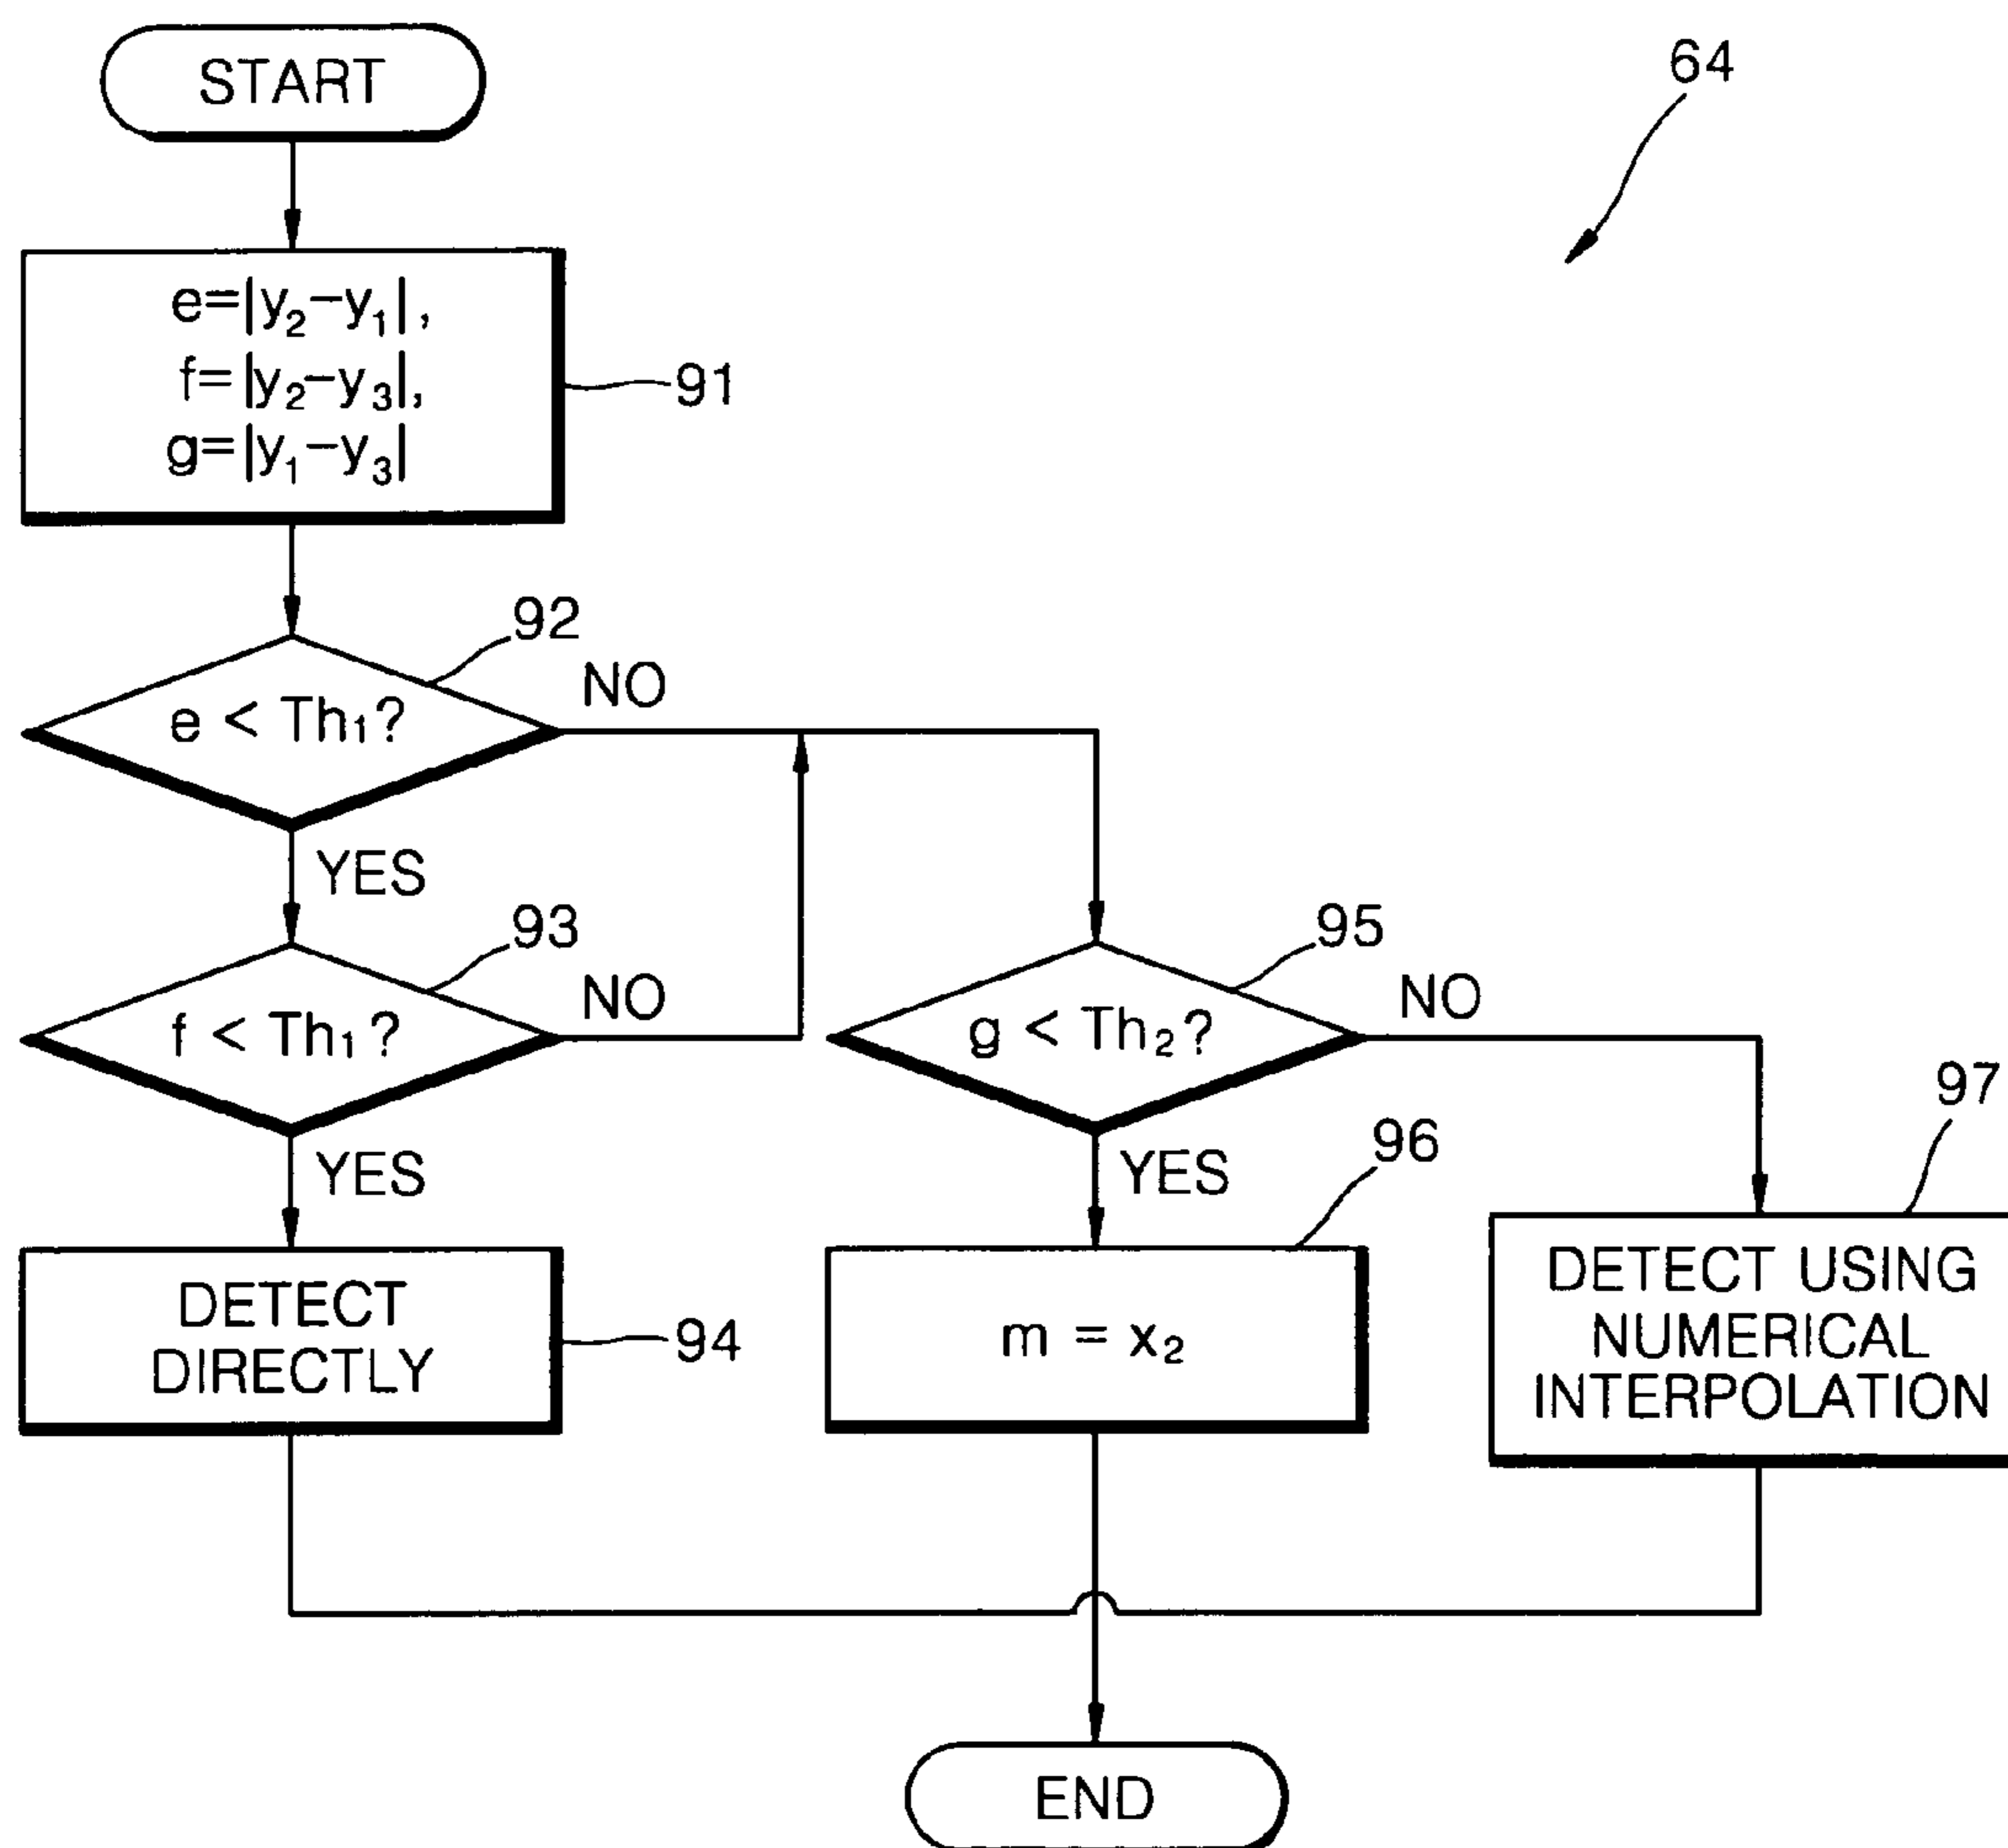 START
64
e=|y₂−y₁|,
f=|y₂−y₃|,
g=|y₁−y₃|
91
92
e < Th₁?
NO
YES
93
f < Th₁?
NO
YES
95
g < Th₂?
NO
YES
97
96
DETECT
DIRECTLY
94
m = x₂
DETECT USING
NUMERICAL
INTERPOLATION
END